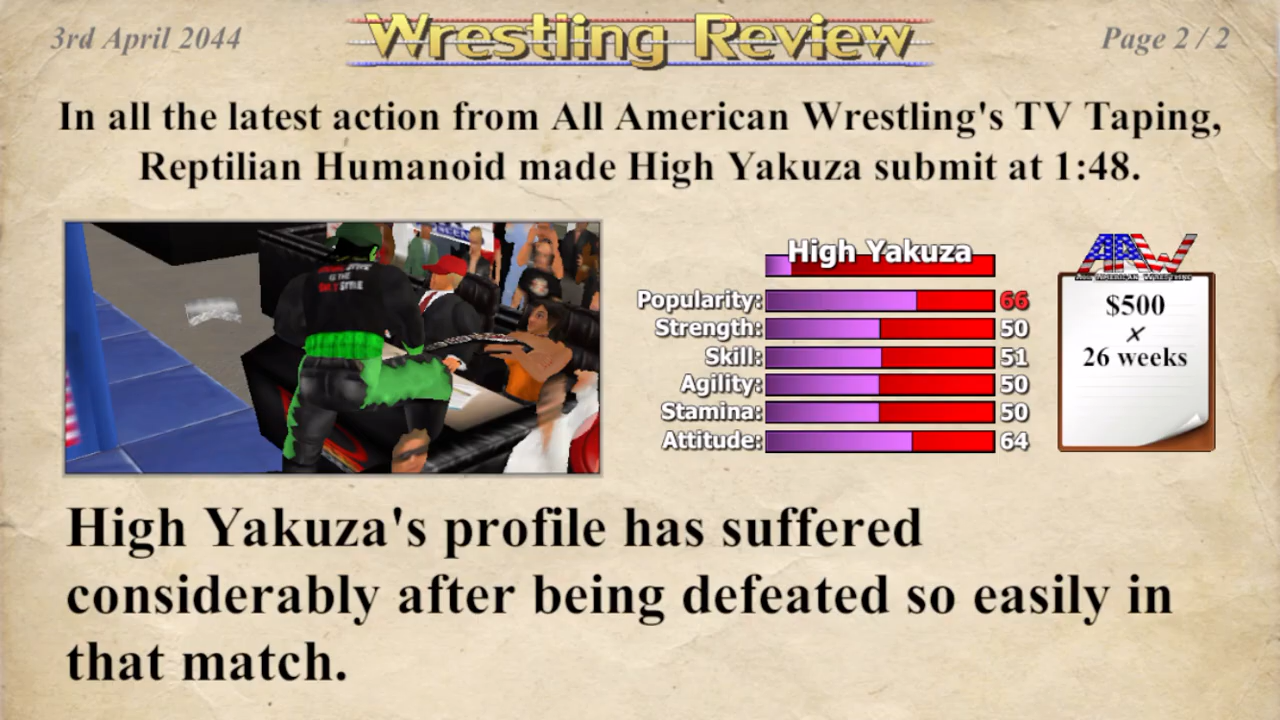 3rd April 2044
Wrestling Review
Page 2 / 2
In all the latest action from All American Wrestling's TV Taping,
Reptilian Humanoid made High Yakuza submit at 1:48.
High Yakuza
Popularity: 66
Strength: 50
Skill: 51
Agility: 50
Stamina: 50
Attitude: 64
AAW
ALL AMERICAN WRESTLING
$500
×
26 weeks
High Yakuza's profile has suffered
considerably after being defeated so easily in
that match.